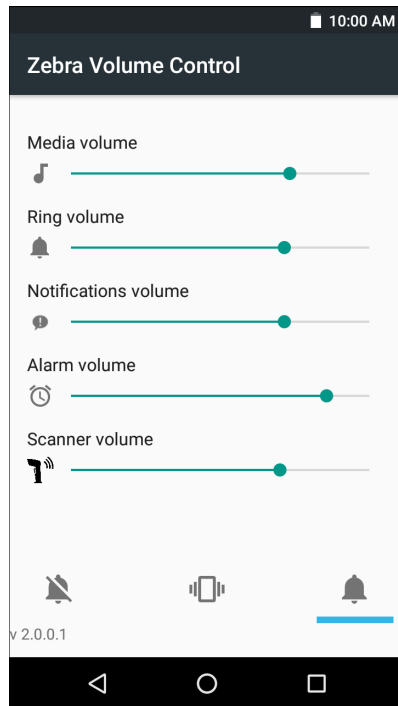 10:00 AM
Zebra Volume Control
Media volume
Ring volume
Notifications volume
Alarm volume
Scanner volume
v 2.0.0.1